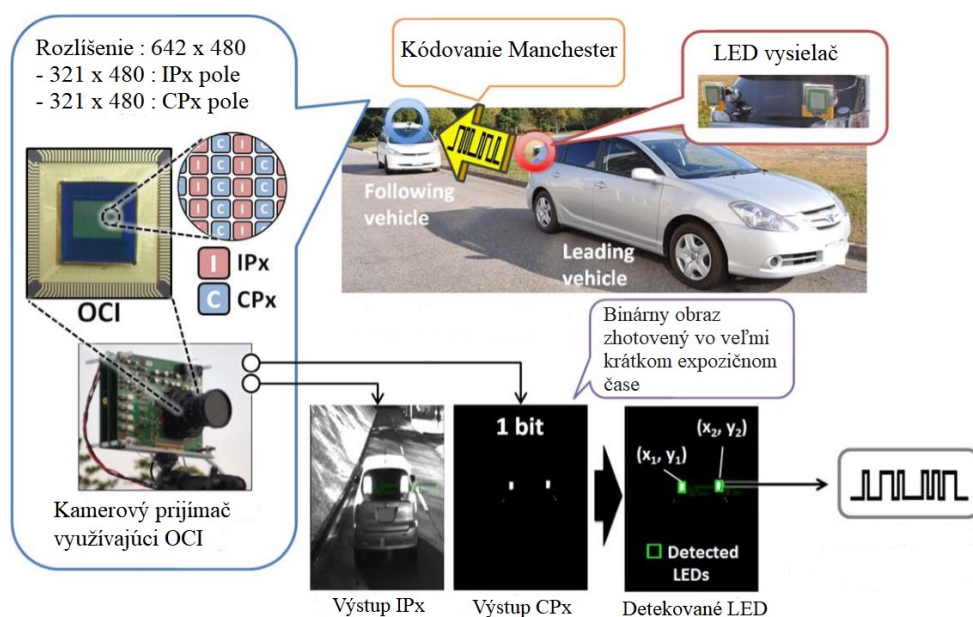 Rozlíšenie : 642 x 480
- 321 x 480 : IPx pole
- 321 x 480 : CPx pole
I C I C I
I C I C I
C I C
I IPx
C CPx
OCI
Kamerový prijímač
využívajúci OCI
Kódovanie Manchester
LED vysielač
Following
vehicle
Leading
vehicle
Binárny obraz
zhotovený vo veľmi
krátkom expozičnom
čase
1 bit
(x₁, y₁)
(x₂, y₂)
Detected
LEDs
Výstup IPx
Výstup CPx
Detekované LED